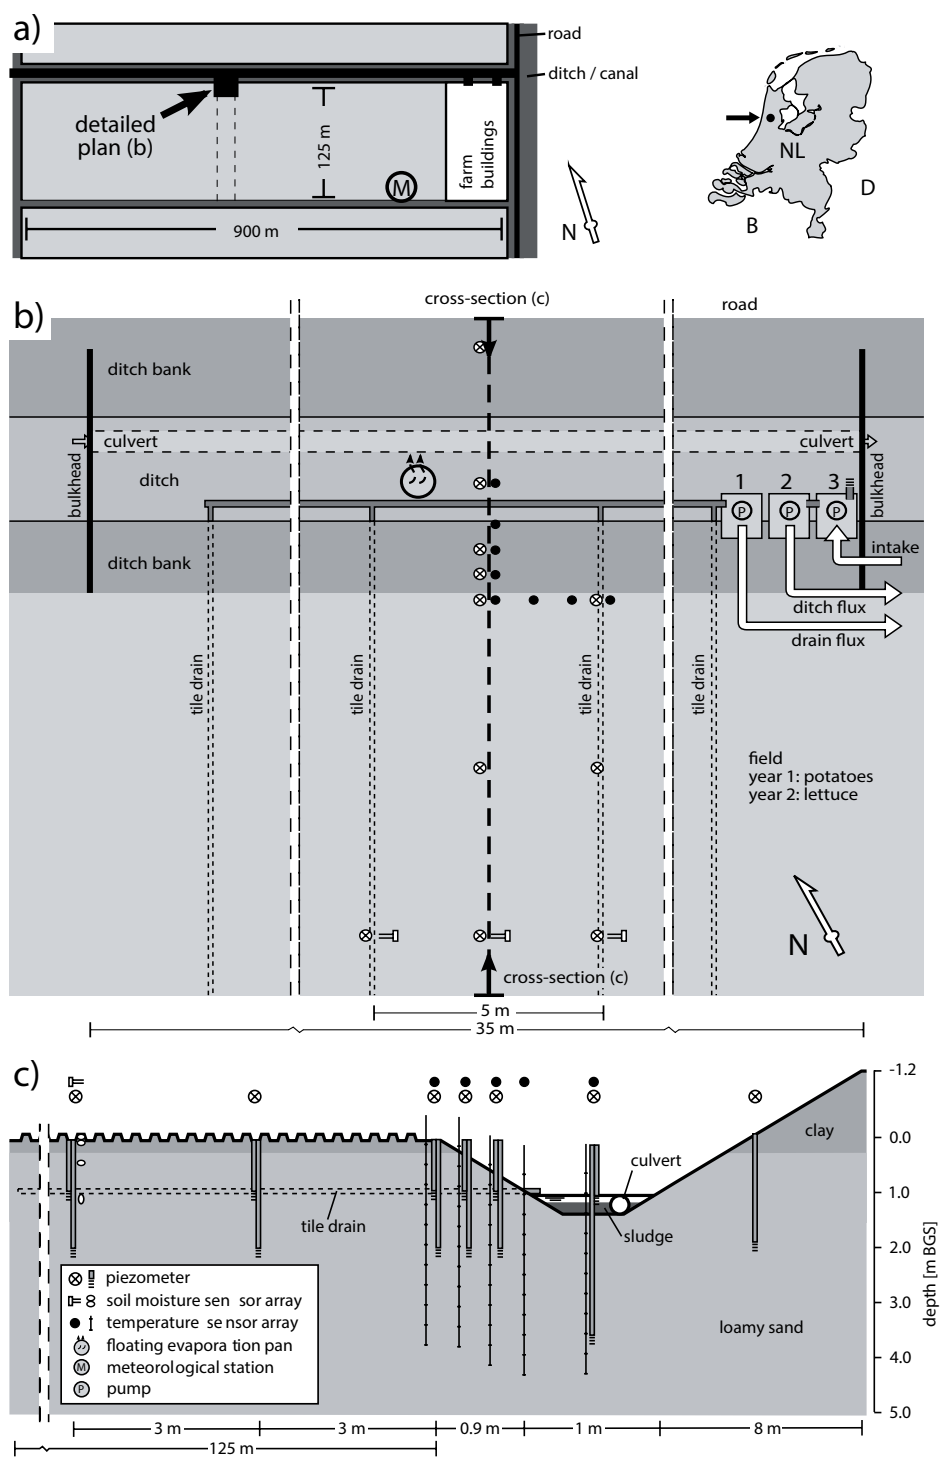 a)
road
ditch / canal
detailed
plan (b)
125 m
farm
buildings
M
900 m
N
NL
D
B
b)
cross-section (c)
road
ditch bank
culvert
culvert
bulkhead
bulkhead
ditch
1 2 3
P P P
intake
ditch bank
ditch flux
drain flux
tile drain
tile drain
tile drain
tile drain
field
year 1: potatoes
year 2: lettuce
N
cross-section (c)
5 m
35 m
c)
-1.2
clay
0.0
culvert
1.0
tile drain
sludge
2.0
piezometer
soil moisture sen sor array
temperature se nsor array
floating evapora tion pan
M meteorological station
P pump
3.0
loamy sand
4.0
5.0
depth [m BGS]
3 m 3 m 0.9 m 1 m 8 m
125 m